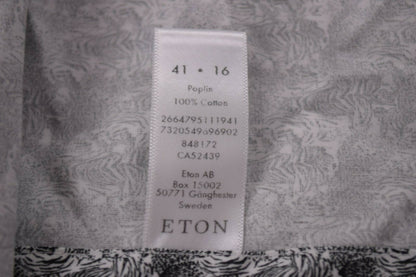 41 • 16
Poplin
100% Cotton
2664795111941
7320549696902
848172
CA52439
Eton AB
Box 15002
50771 Gånghester
Sweden
ETON